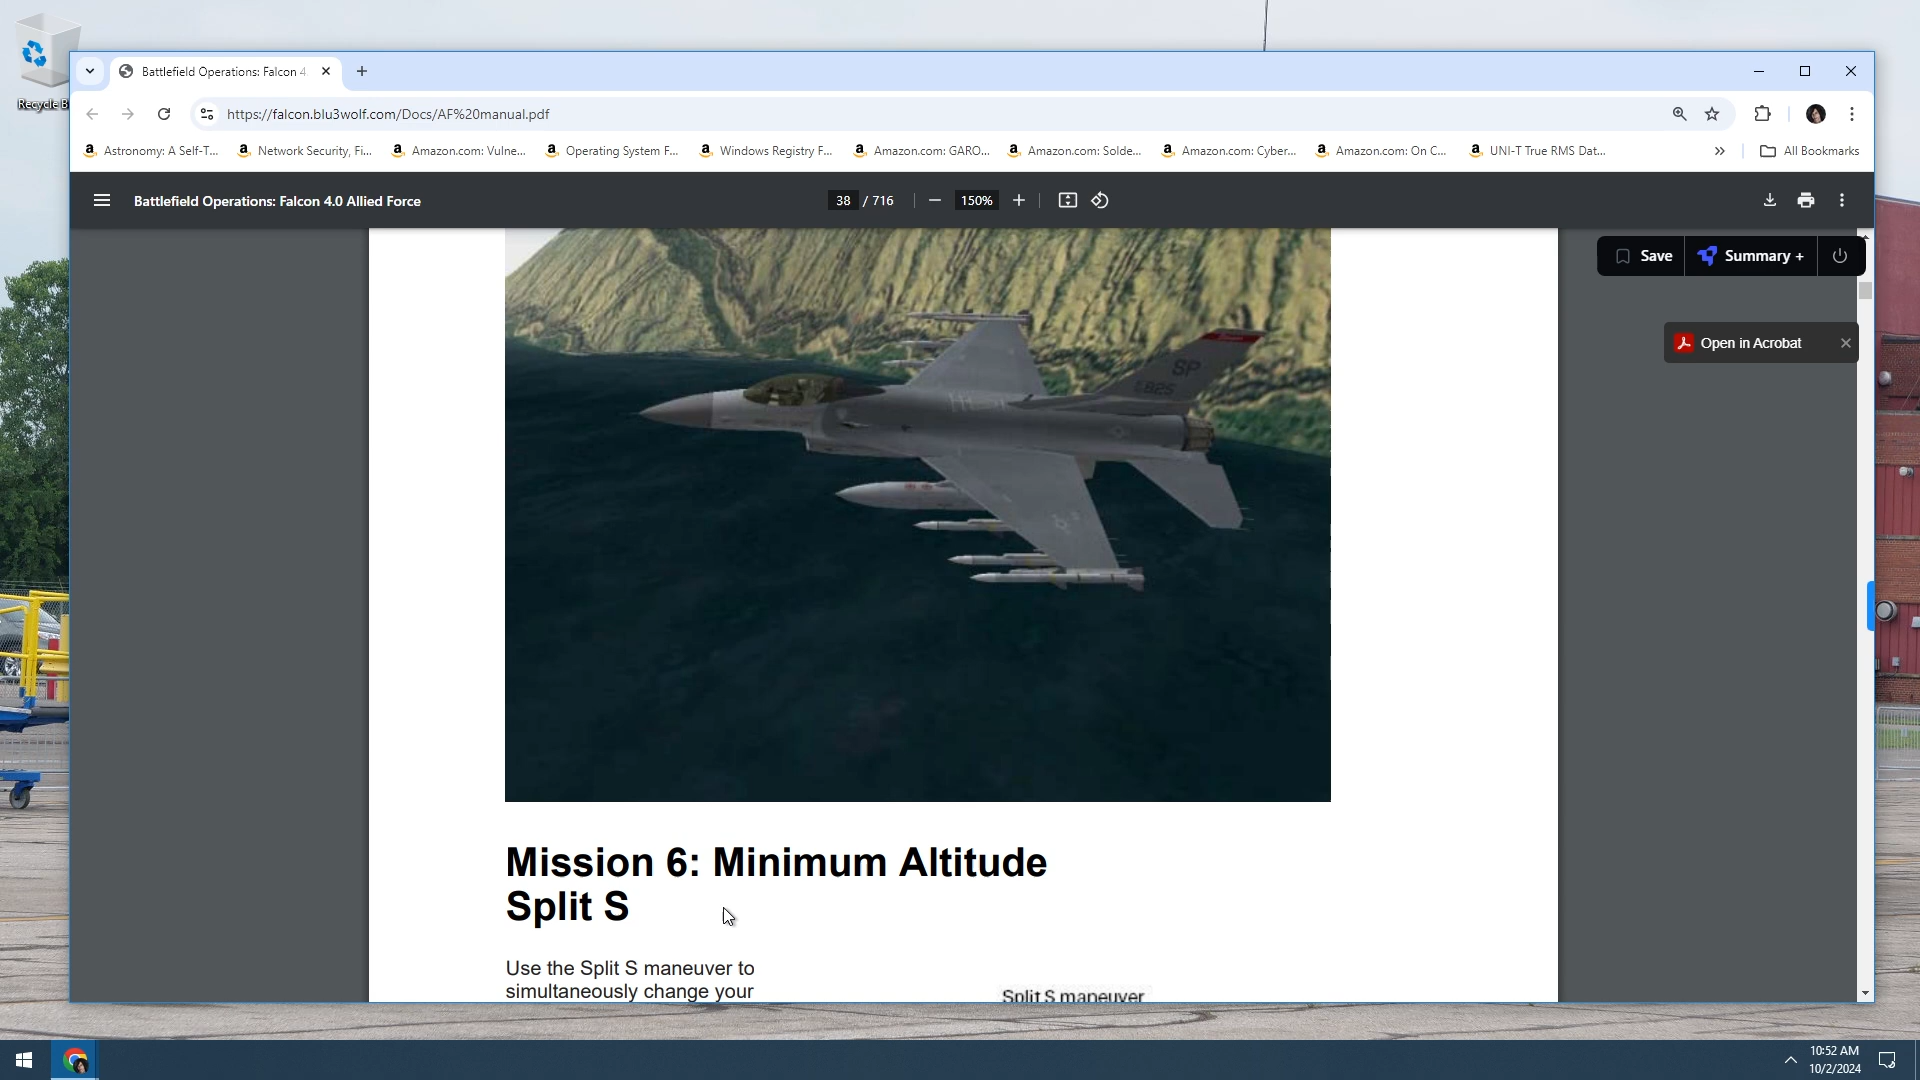 Recycle B
Battlefield Operations: Falcon 4
https://falcon.blu3wolf.com/Docs/AF%20manual.pdf
Astronomy: A Self-T...
Network Security, Fi...
Amazon.com: Vulne...
Operating System F...
Windows Registry F...
Amazon.com: GARO...
Amazon.com: Solde...
Amazon.com: Cyber...
Amazon.com: On C...
UNI-T True RMS Dat...
All Bookmarks
Battlefield Operations: Falcon 4.0 Allied Force
38 / 716
150%
Save
Summary +
Open in Acrobat
SP
Mission 6: Minimum Altitude
Split S
Use the Split S maneuver to
simultaneously change your
Split S maneuver
10:52 AM
10/2/2024